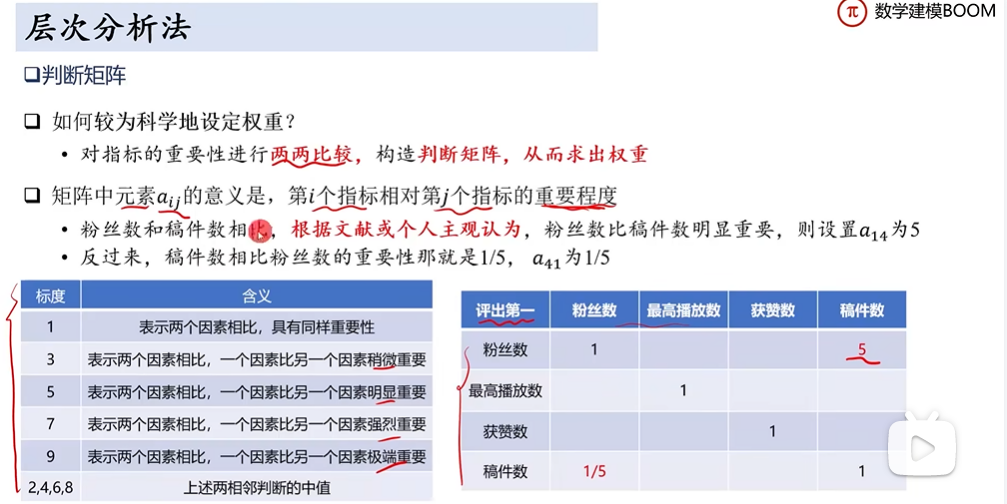 层次分析法
π 数学建模BOOM
❑判断矩阵
❑ 如何较为科学地设定权重？
• 对指标的重要性进行两两比较，构造判断矩阵，从而求出权重
❑ 矩阵中元素aᵢⱼ的意义是，第i个指标相对第j个指标的重要程度
• 粉丝数和稿件数相比，根据文献或个人主观认为，粉丝数比稿件数明显重要，则设置a₁₄为5
• 反过来，稿件数相比粉丝数的重要性那就是1/5，a₄₁为1/5
标度 含义
1 表示两个因素相比，具有同样重要性
3 表示两个因素相比，一个因素比另一个因素稍微重要
5 表示两个因素相比，一个因素比另一个因素明显重要
7 表示两个因素相比，一个因素比另一个因素强烈重要
9 表示两个因素相比，一个因素比另一个因素极端重要
2,4,6,8 上述两相邻判断的中值
评出第一 粉丝数 最高播放数 获赞数 稿件数
粉丝数 1 5
最高播放数 1
获赞数 1
稿件数 1/5 1